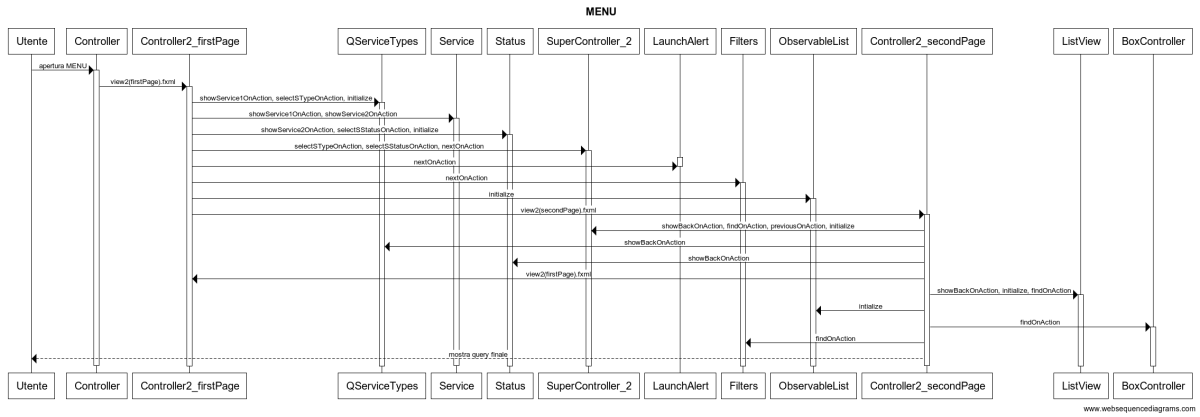 MENU
Utente
Controller
Controller2_firstPage
QServiceTypes
Service
Status
SuperController_2
LaunchAlert
Filters
ObservableList
Controller2_secondPage
ListView
BoxController
apertura MENU
view2(firstPage).fxml
showService1OnAction, selectSTypeOnAction, initialize
showService1OnAction, showService2OnAction
showService2OnAction, selectSStatusOnAction, initialize
selectSTypeOnAction, selectSStatusOnAction, nextOnAction
nextOnAction
nextOnAction
initialize
view2(secondPage).fxml
showBackOnAction, findOnAction, previousOnAction, initialize
showBackOnAction
showBackOnAction
view2(firstPage).fxml
showBackOnAction, initialize, findOnAction
intialize
findOnAction
findOnAction
mostra query finale
Utente
Controller
Controller2_firstPage
QServiceTypes
Service
Status
SuperController_2
LaunchAlert
Filters
ObservableList
Controller2_secondPage
ListView
BoxController
www.websequencediagrams.com